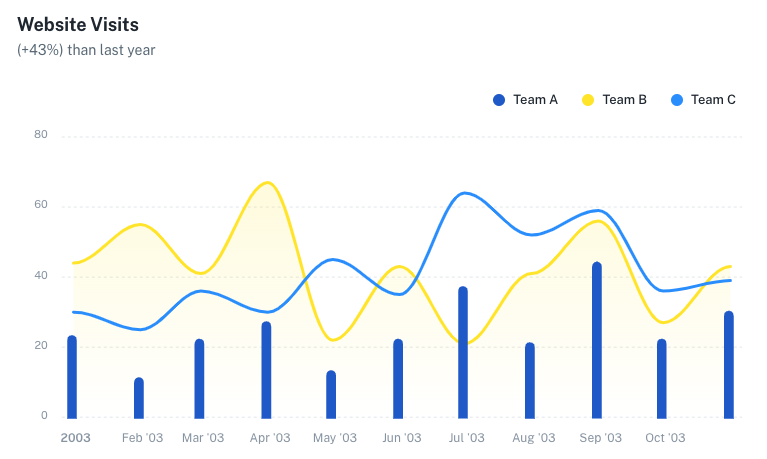 Website Visits
(+43%) than last year
Team A Team B Team C
80
60
40
20
0
2003 Feb '03 Mar '03 Apr '03 May '03 Jun '03 Jul '03 Aug '03 Sep '03 Oct '03